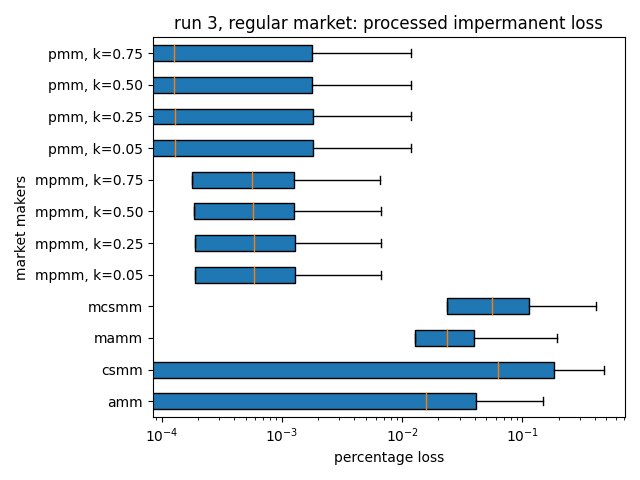 run 3, regular market: processed impermanent loss
market makers
pmm, k=0.75
pmm, k=0.50
pmm, k=0.25
pmm, k=0.05
mpmm, k=0.75
mpmm, k=0.50
mpmm, k=0.25
mpmm, k=0.05
mcsmm
mamm
csmm
amm
10⁻⁴ 10⁻³ 10⁻² 10⁻¹
percentage loss